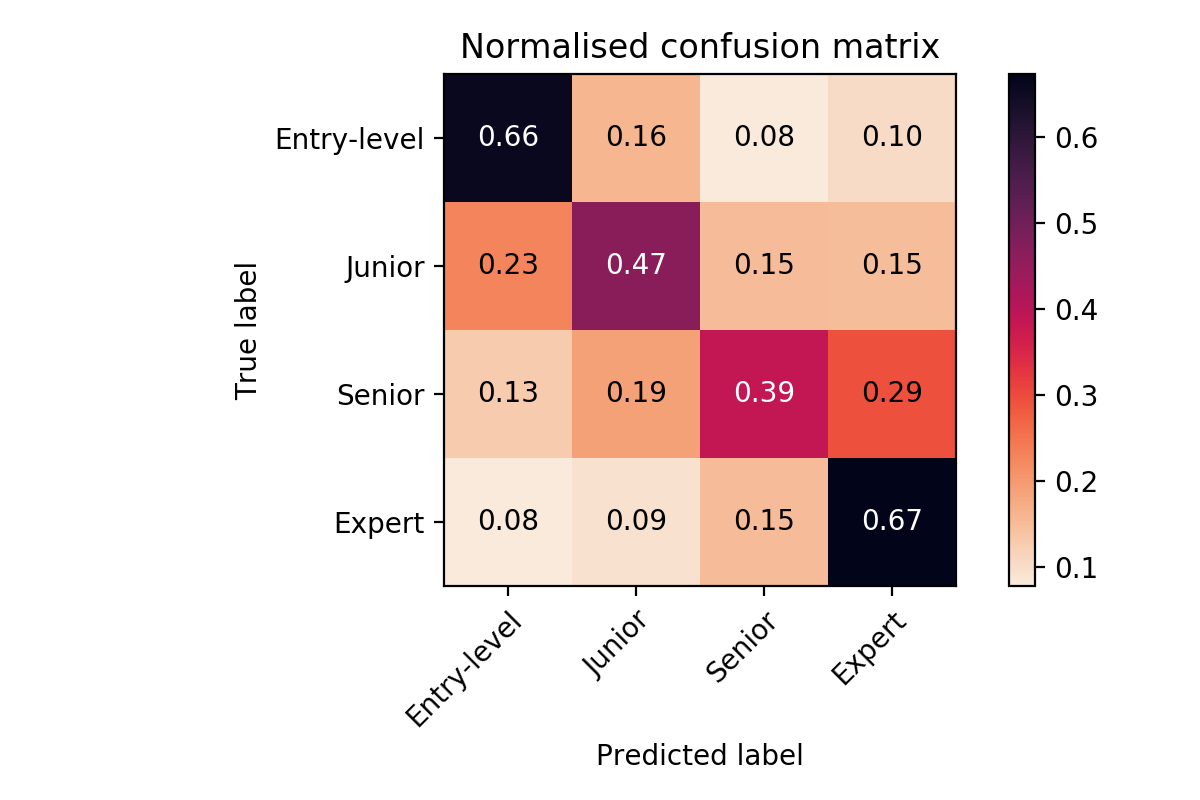 Normalised confusion matrix
Entry-level 0.66 0.16 0.08 0.10 0.6
Junior 0.23 0.47 0.15 0.15 0.5
True label
0.4
Senior 0.13 0.19 0.39 0.29 0.3
Expert 0.08 0.09 0.15 0.67 0.2
0.1
Entry-level Junior Senior Expert
Predicted label